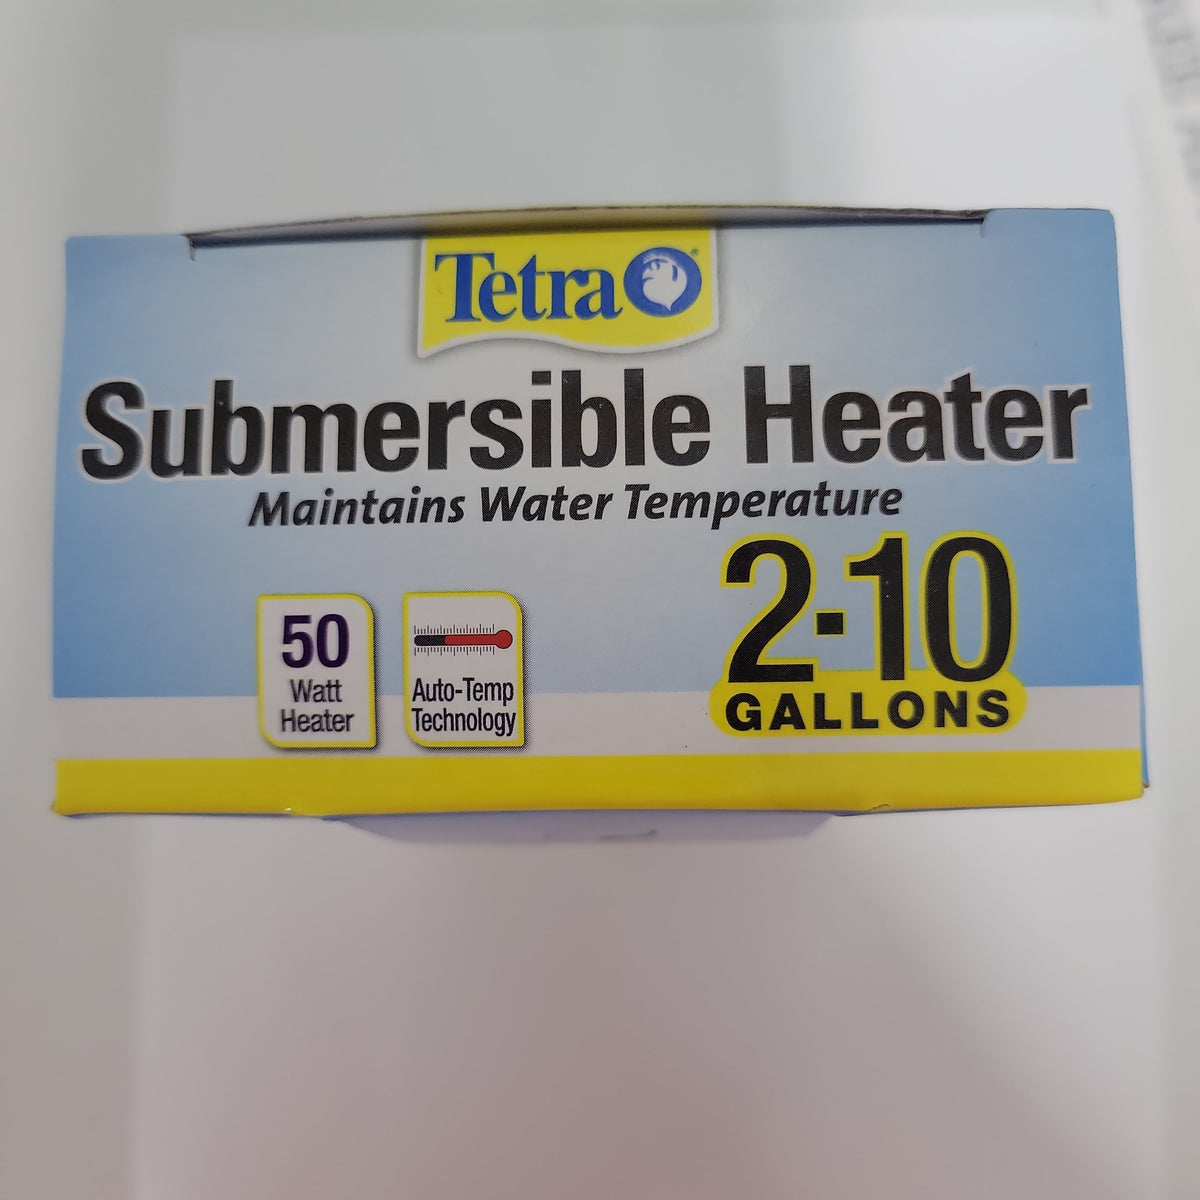 Tetra®
Submersible Heater
Maintains Water Temperature
2-10
GALLONS
50
Watt
Heater
Auto-Temp
Technology